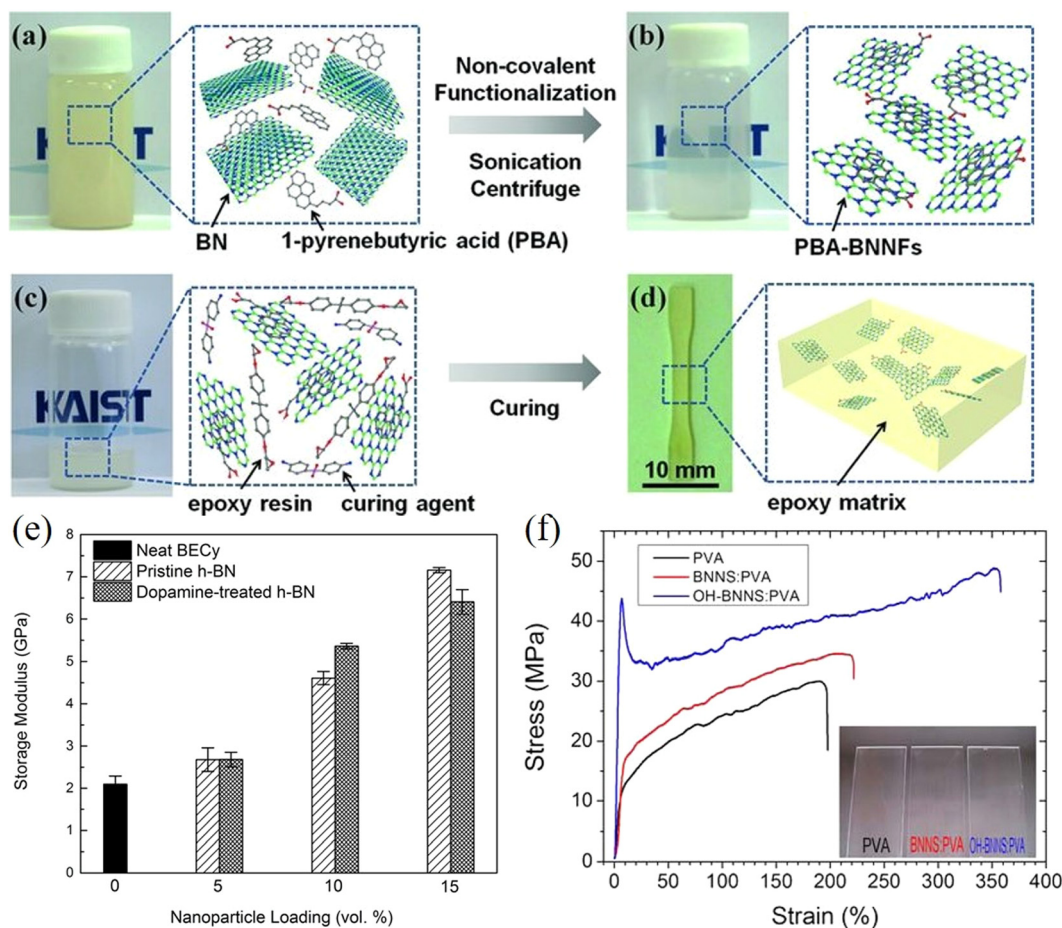 (a)
KAIST
BN
1-pyrenebutyric acid (PBA)
Non-covalent
Functionalization
Sonication
Centrifuge
(b)
KAIST
PBA-BNNFs
(c)
KAIST
epoxy resin
curing agent
Curing
(d)
10 mm
epoxy matrix
(e)
Neat BECy
Pristine h-BN
Dopamine-treated h-BN
Storage Modulus (GPa)
8
7
6
5
4
3
2
1
0
0 5 10 15
Nanoparticle Loading (vol. %)
(f)
PVA
BNNS:PVA
OH-BNNS:PVA
Stress (MPa)
50
40
30
20
10
0
PVA BNNS:PVA OH-BNNS:PVA
0 50 100 150 200 250 300 350 400
Strain (%)